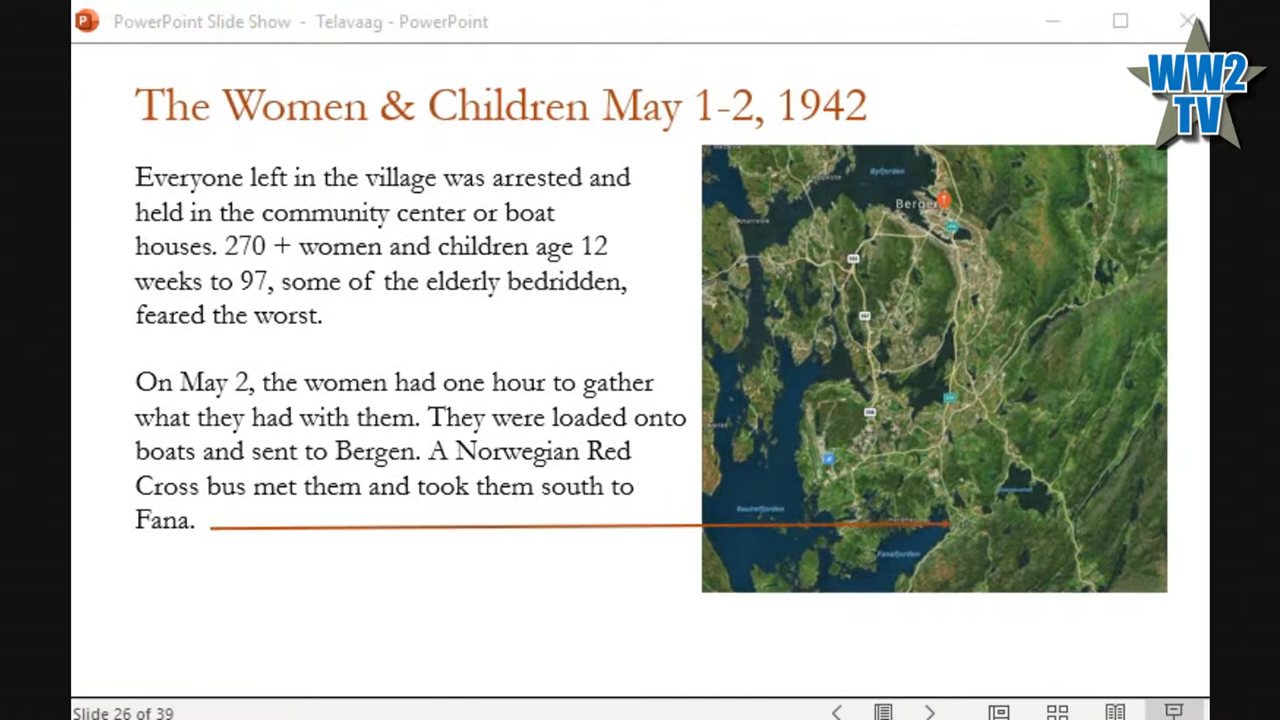 PowerPoint Slide Show - Telavaag - PowerPoint
WW2
TV
The Women & Children May 1-2, 1942
Everyone left in the village was arrested and
held in the community center or boat
houses. 270 + women and children age 12
weeks to 97, some of the elderly bedridden,
feared the worst.
On May 2, the women had one hour to gather
what they had with them. They were loaded onto
boats and sent to Bergen. A Norwegian Red
Cross bus met them and took them south to
Fana.
Byfjorden
Bergen
Fanafjorden
Slide 26 of 39